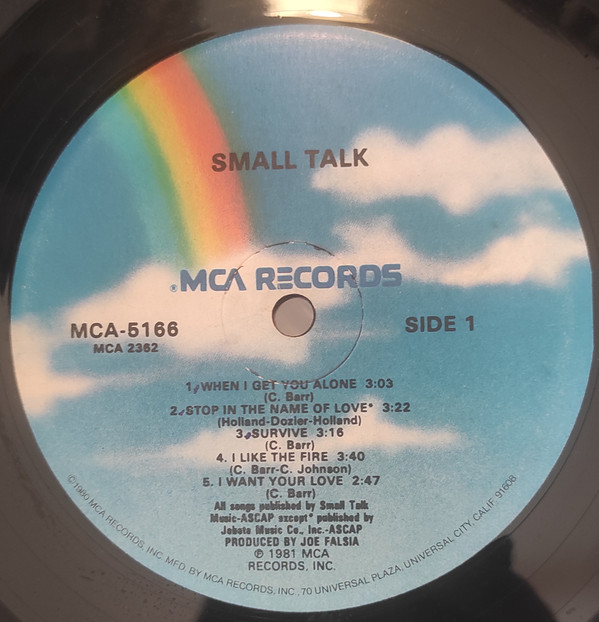 SMALL TALK
® MCA RECORDS
MCA-5166
MCA 2362
SIDE 1
1. WHEN I GET YOU ALONE 3:03
(C. Barr)
2. STOP IN THE NAME OF LOVE* 3:22
(Holland-Dozier-Holland)
3. SURVIVE 3:16
(C. Barr)
4. I LIKE THE FIRE 3:40
(C. Barr-C. Johnson)
5. I WANT YOUR LOVE 2:47
(C. Barr)
All songs published by Small Talk
Music-ASCAP except* published by
Jobete Music Co., Inc.-ASCAP
PRODUCED BY JOE FALSIA
℗ 1981 MCA
RECORDS, INC.
©1980 MCA RECORDS, INC. MFD. BY MCA RECORDS, INC., 70 UNIVERSAL PLAZA, UNIVERSAL CITY, CALIF. 91608